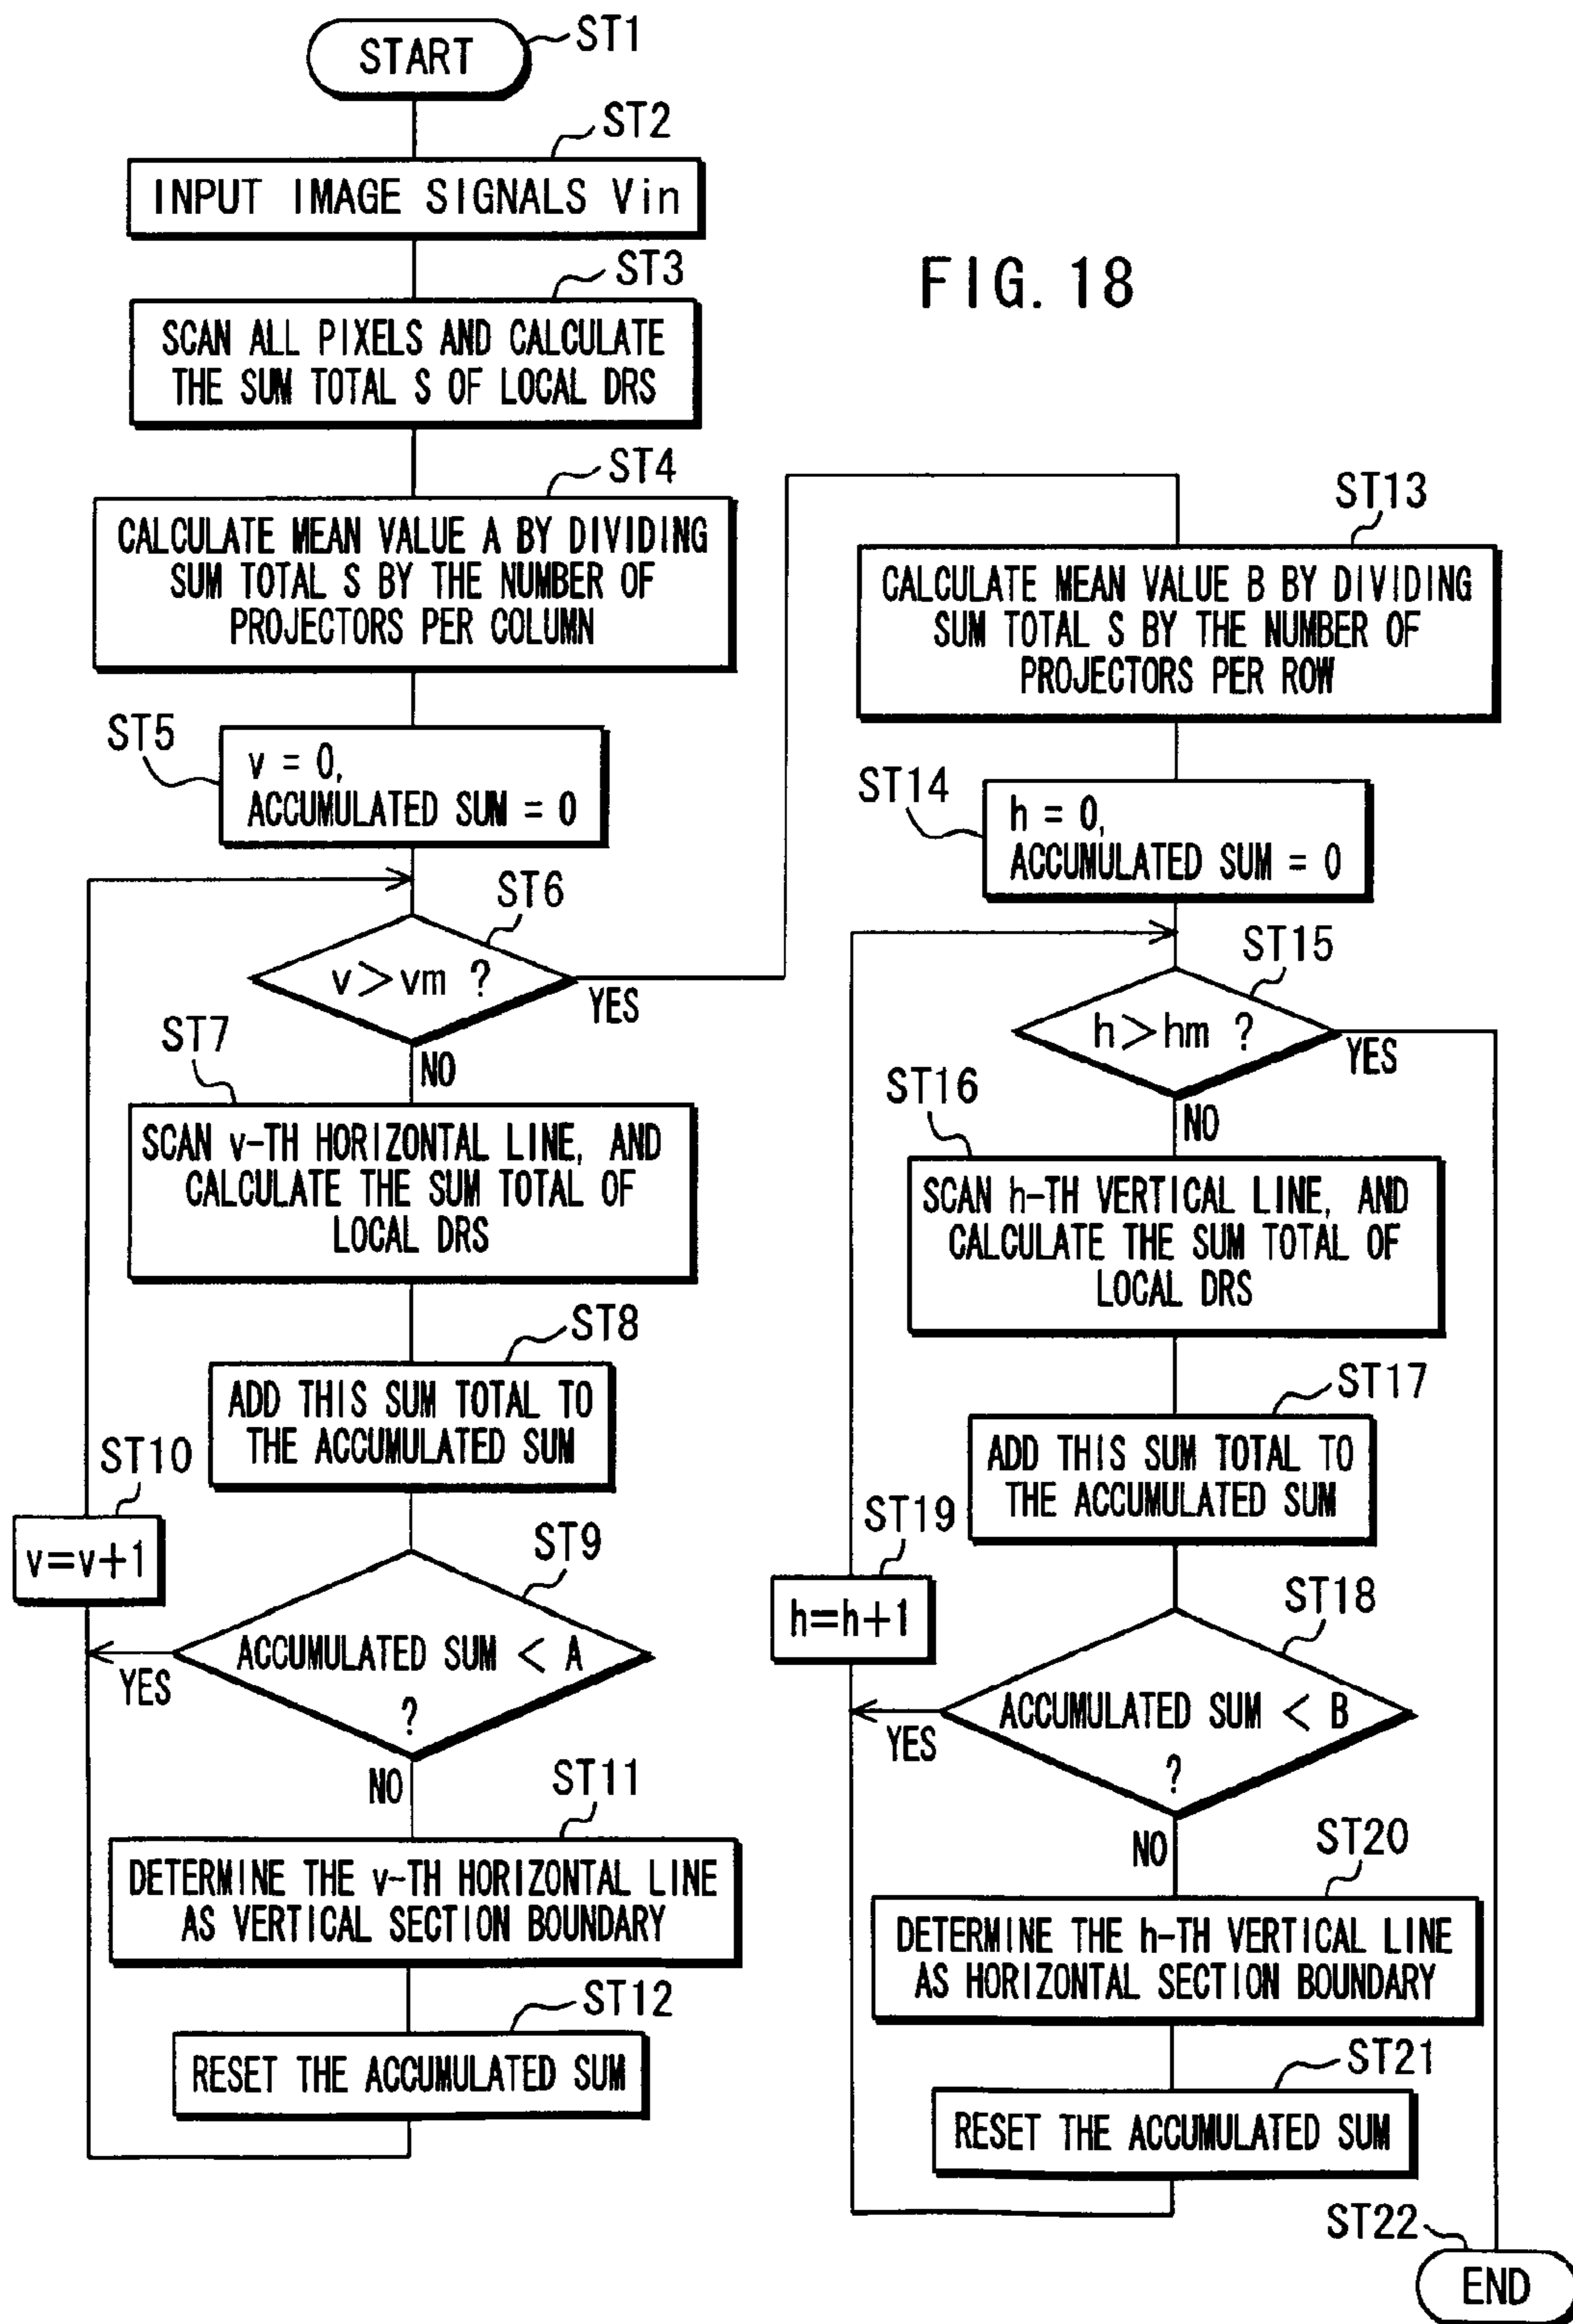 START
ST1
ST2
INPUT IMAGE SIGNALS Vin
ST3
SCAN ALL PIXELS AND CALCULATE
THE SUM TOTAL S OF LOCAL DRS
ST4
CALCULATE MEAN VALUE A BY DIVIDING
SUM TOTAL S BY THE NUMBER OF
PROJECTORS PER COLUMN
ST5
v = 0,
ACCUMULATED SUM = 0
ST6
v>vm ?
YES
NO
ST7
SCAN v-TH HORIZONTAL LINE, AND
CALCULATE THE SUM TOTAL OF
LOCAL DRS
ST8
ADD THIS SUM TOTAL TO
THE ACCUMULATED SUM
ST10
v=v+1
ST9
ACCUMULATED SUM < A
?
YES
NO
ST11
DETERMINE THE v-TH HORIZONTAL LINE
AS VERTICAL SECTION BOUNDARY
ST12
RESET THE ACCUMULATED SUM
FIG. 18
ST13
CALCULATE MEAN VALUE B BY DIVIDING
SUM TOTAL S BY THE NUMBER OF
PROJECTORS PER ROW
ST14
h = 0,
ACCUMULATED SUM = 0
ST15
h>hm ?
YES
NO
ST16
SCAN h-TH VERTICAL LINE, AND
CALCULATE THE SUM TOTAL OF
LOCAL DRS
ST17
ADD THIS SUM TOTAL TO
THE ACCUMULATED SUM
ST19
h=h+1
ST18
ACCUMULATED SUM < B
?
YES
NO
ST20
DETERMINE THE h-TH VERTICAL LINE
AS HORIZONTAL SECTION BOUNDARY
ST21
RESET THE ACCUMULATED SUM
ST22
END